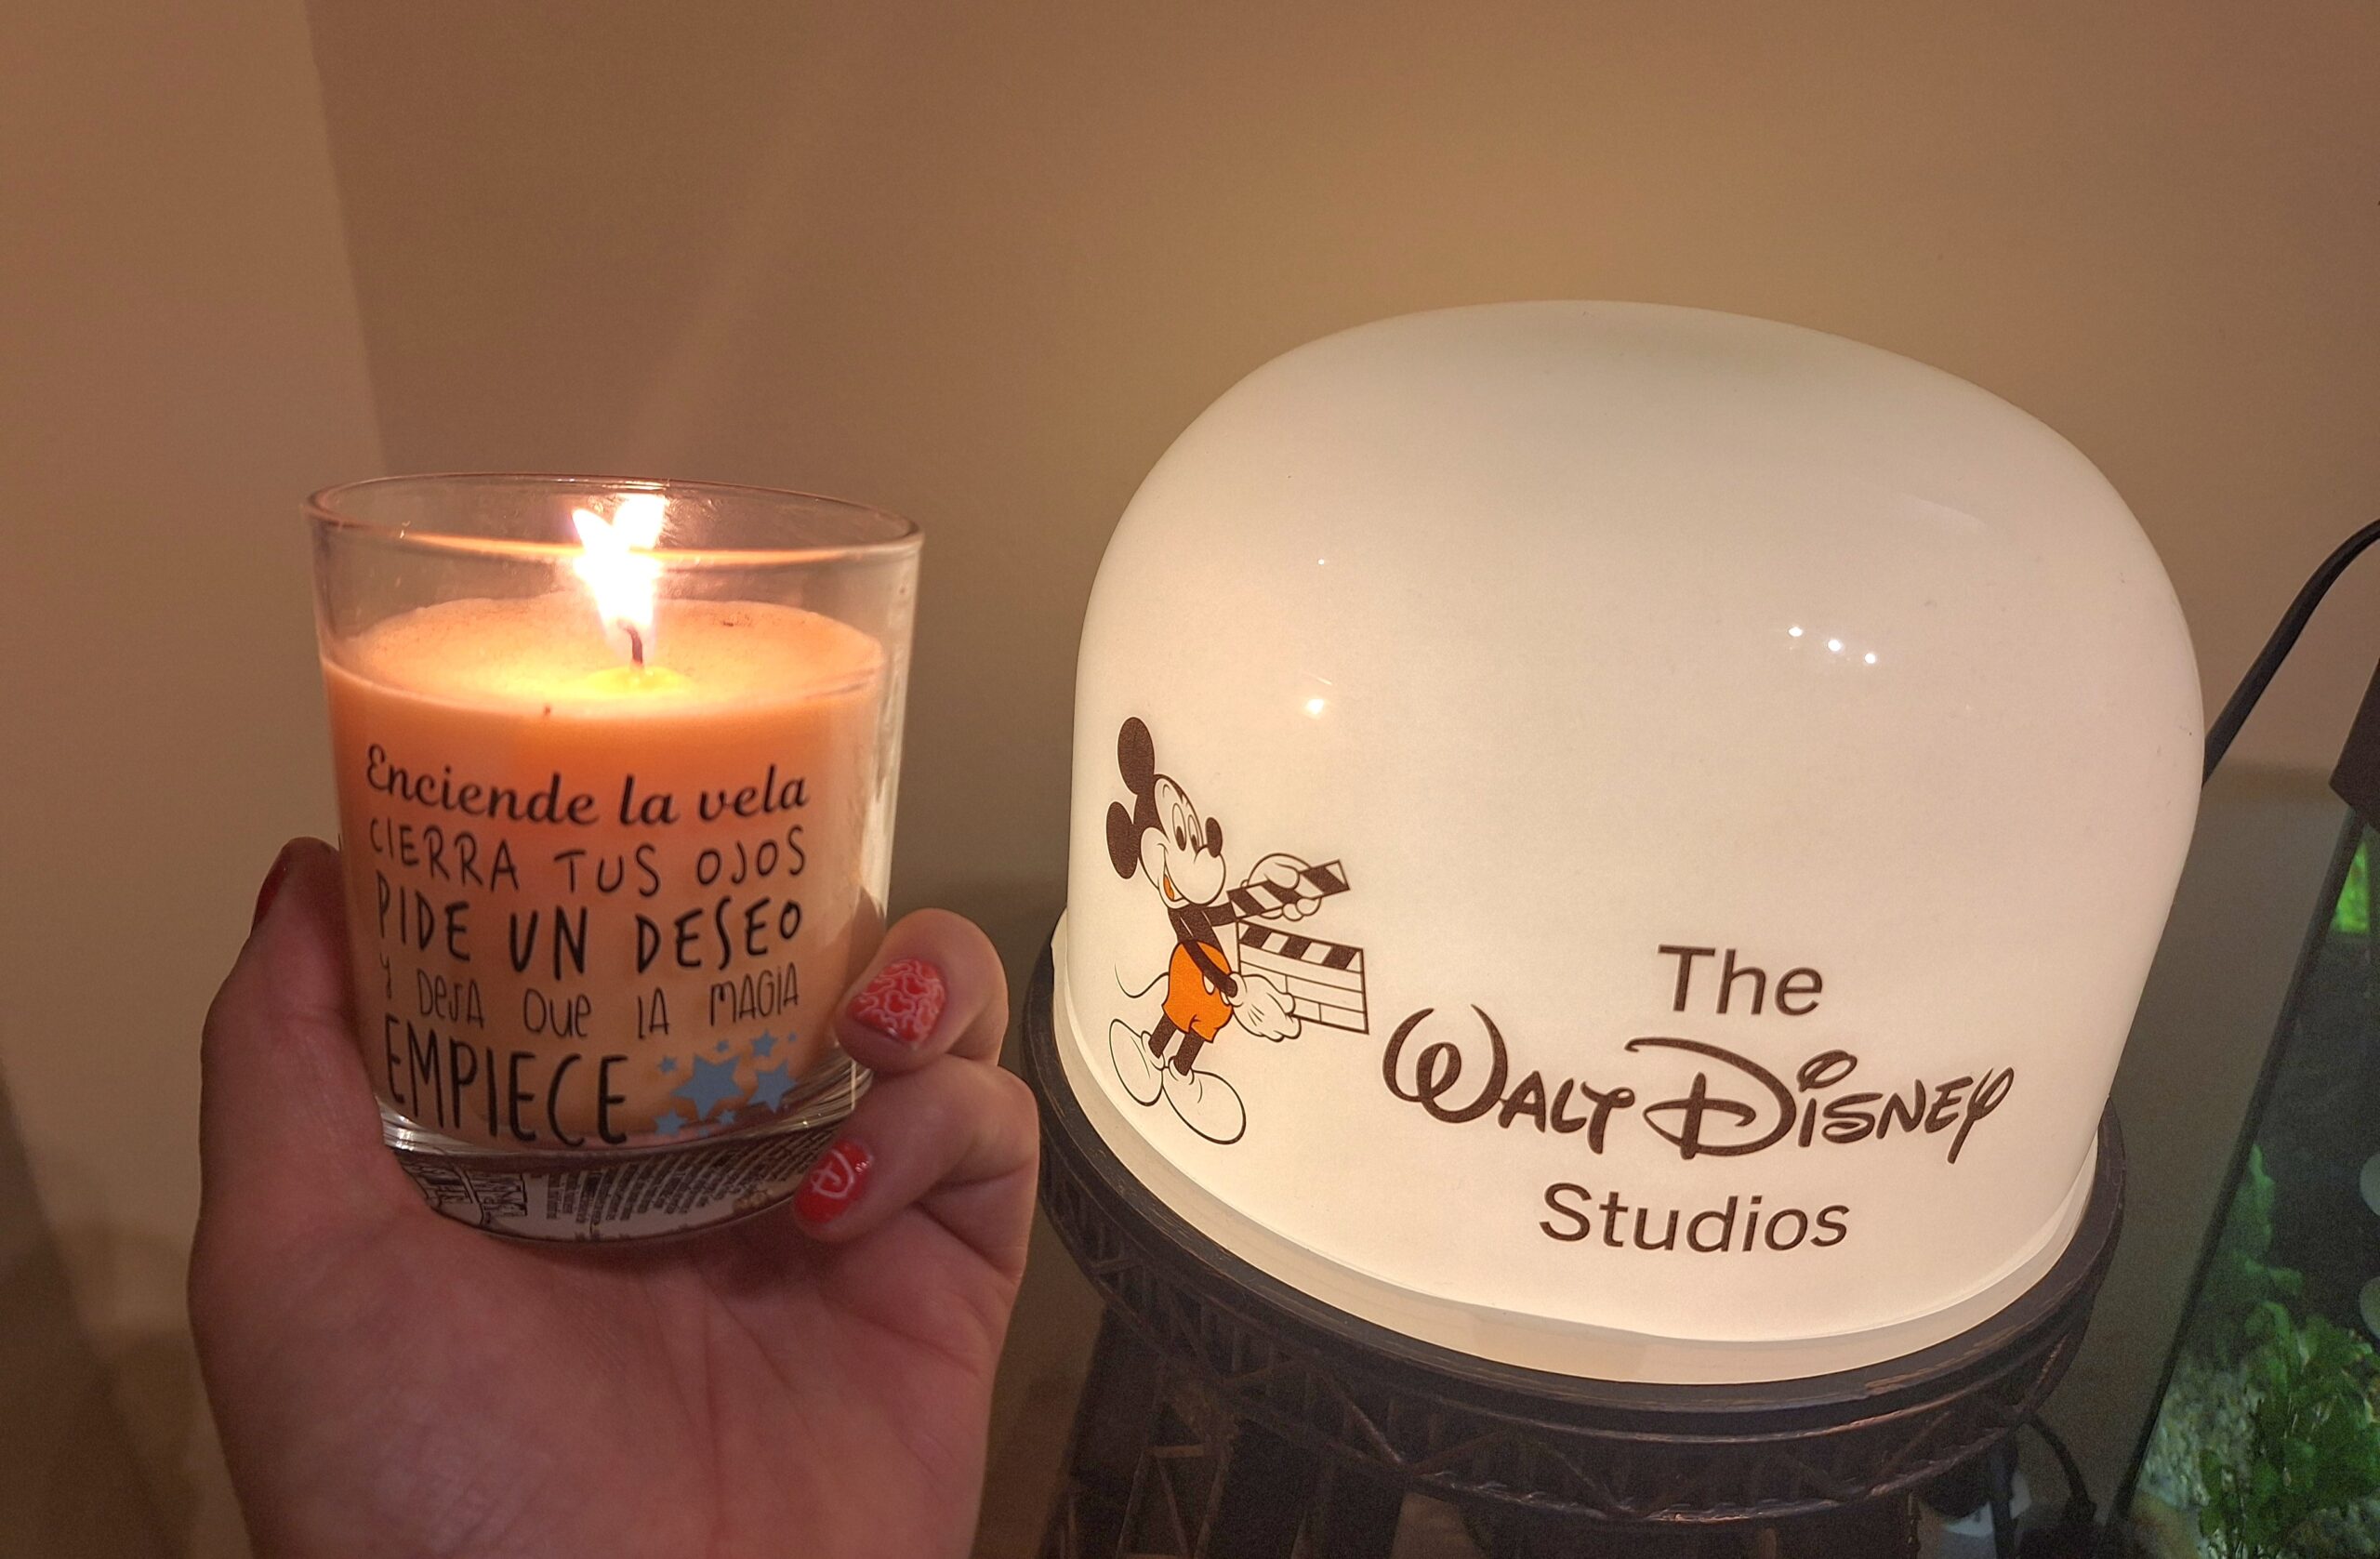 Enciende la vela
CIERRA TUS OJOS
PIDE UN DESEO
Y DEJA QUE LA MAGIA
EMPIECE
The
WALT DISNEY
Studios